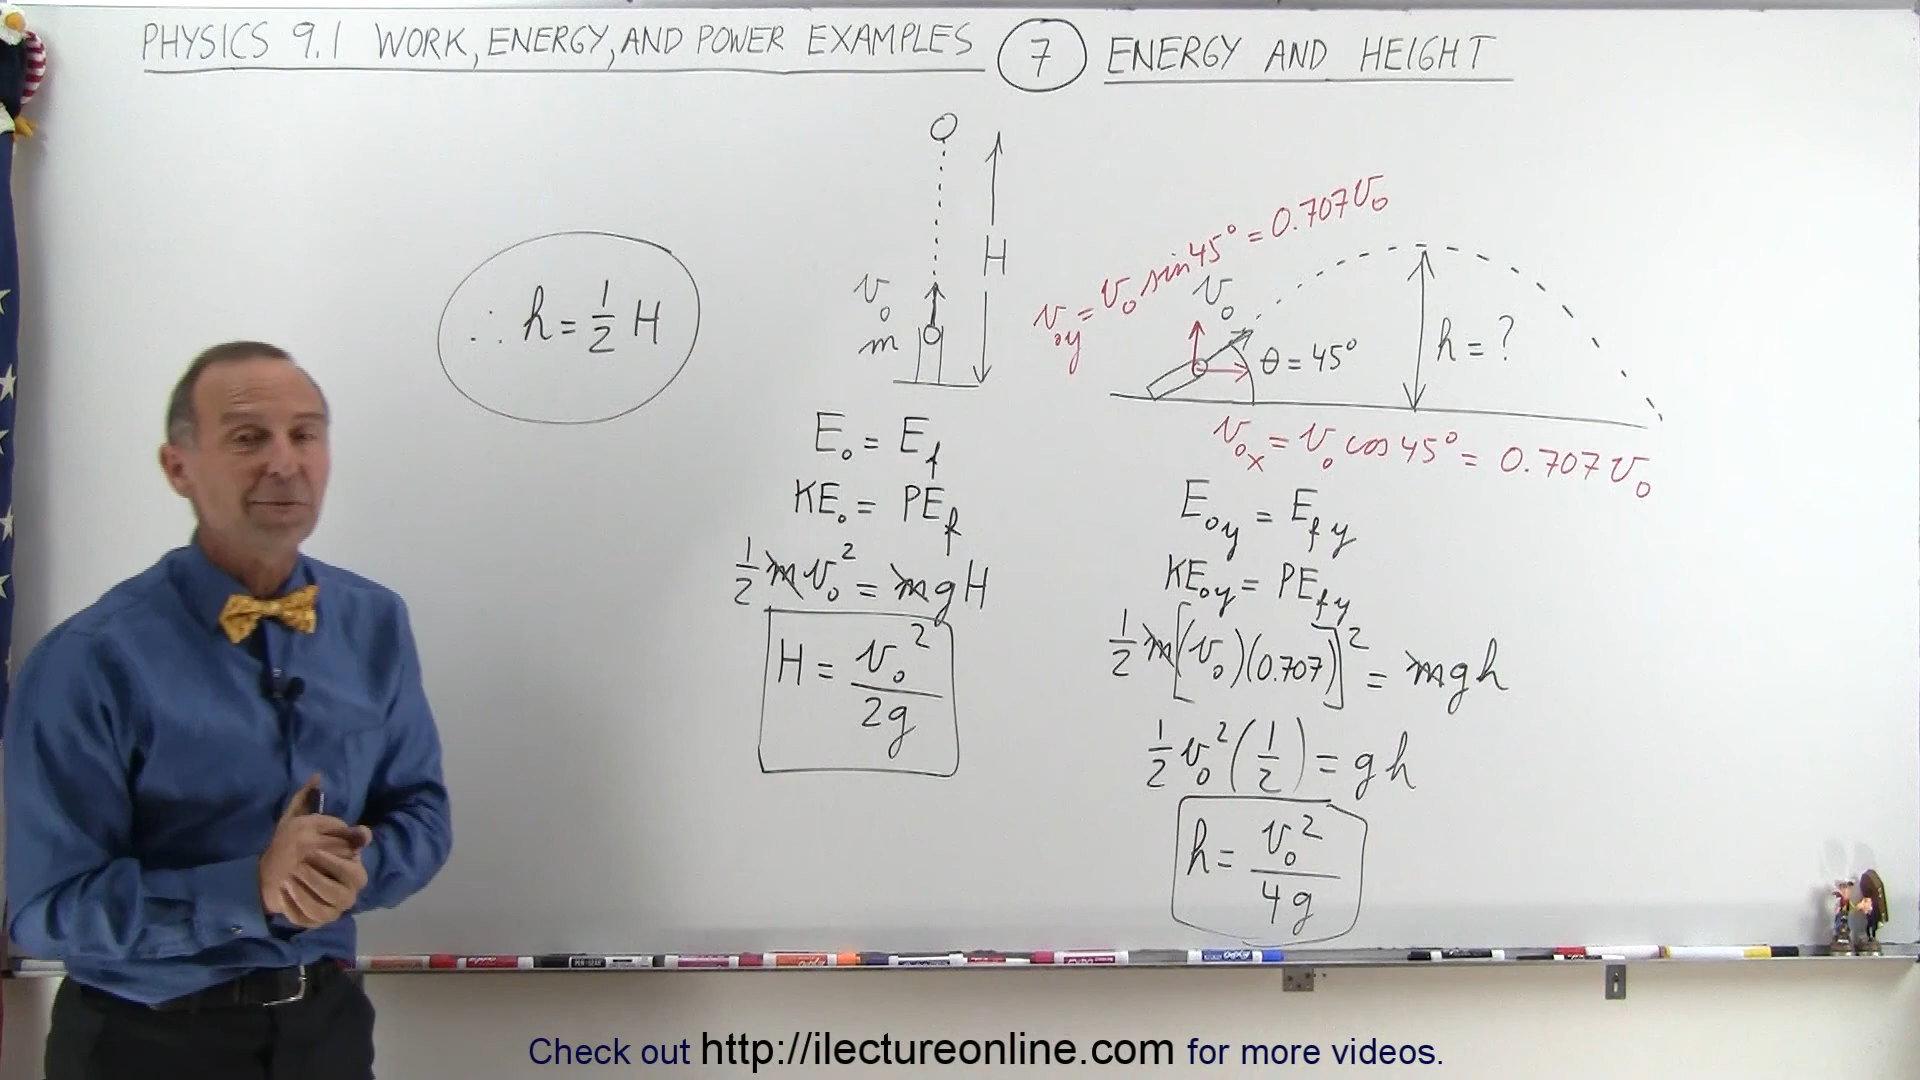 PHYSICS 9.1 WORK, ENERGY, AND POWER EXAMPLES 7 ENERGY AND HEIGHT
∴ h = 1/2 H
H
v₀
m
v₀y = v₀ sin 45° = 0.707 v₀
v₀
θ = 45°
h = ?
v₀x = v₀ cos 45° = 0.707 v₀
E₀ = E_f
KE₀ = PE_f
1/2 m v₀² = m g H
H = v₀²/2g
E₀y = E_fy
KE₀y = PE_fy
1/2 m [(v₀)(0.707)]² = m g h
1/2 v₀² (1/2) = g h
h = v₀²/4g
Check out http://ilectureonline.com for more videos.